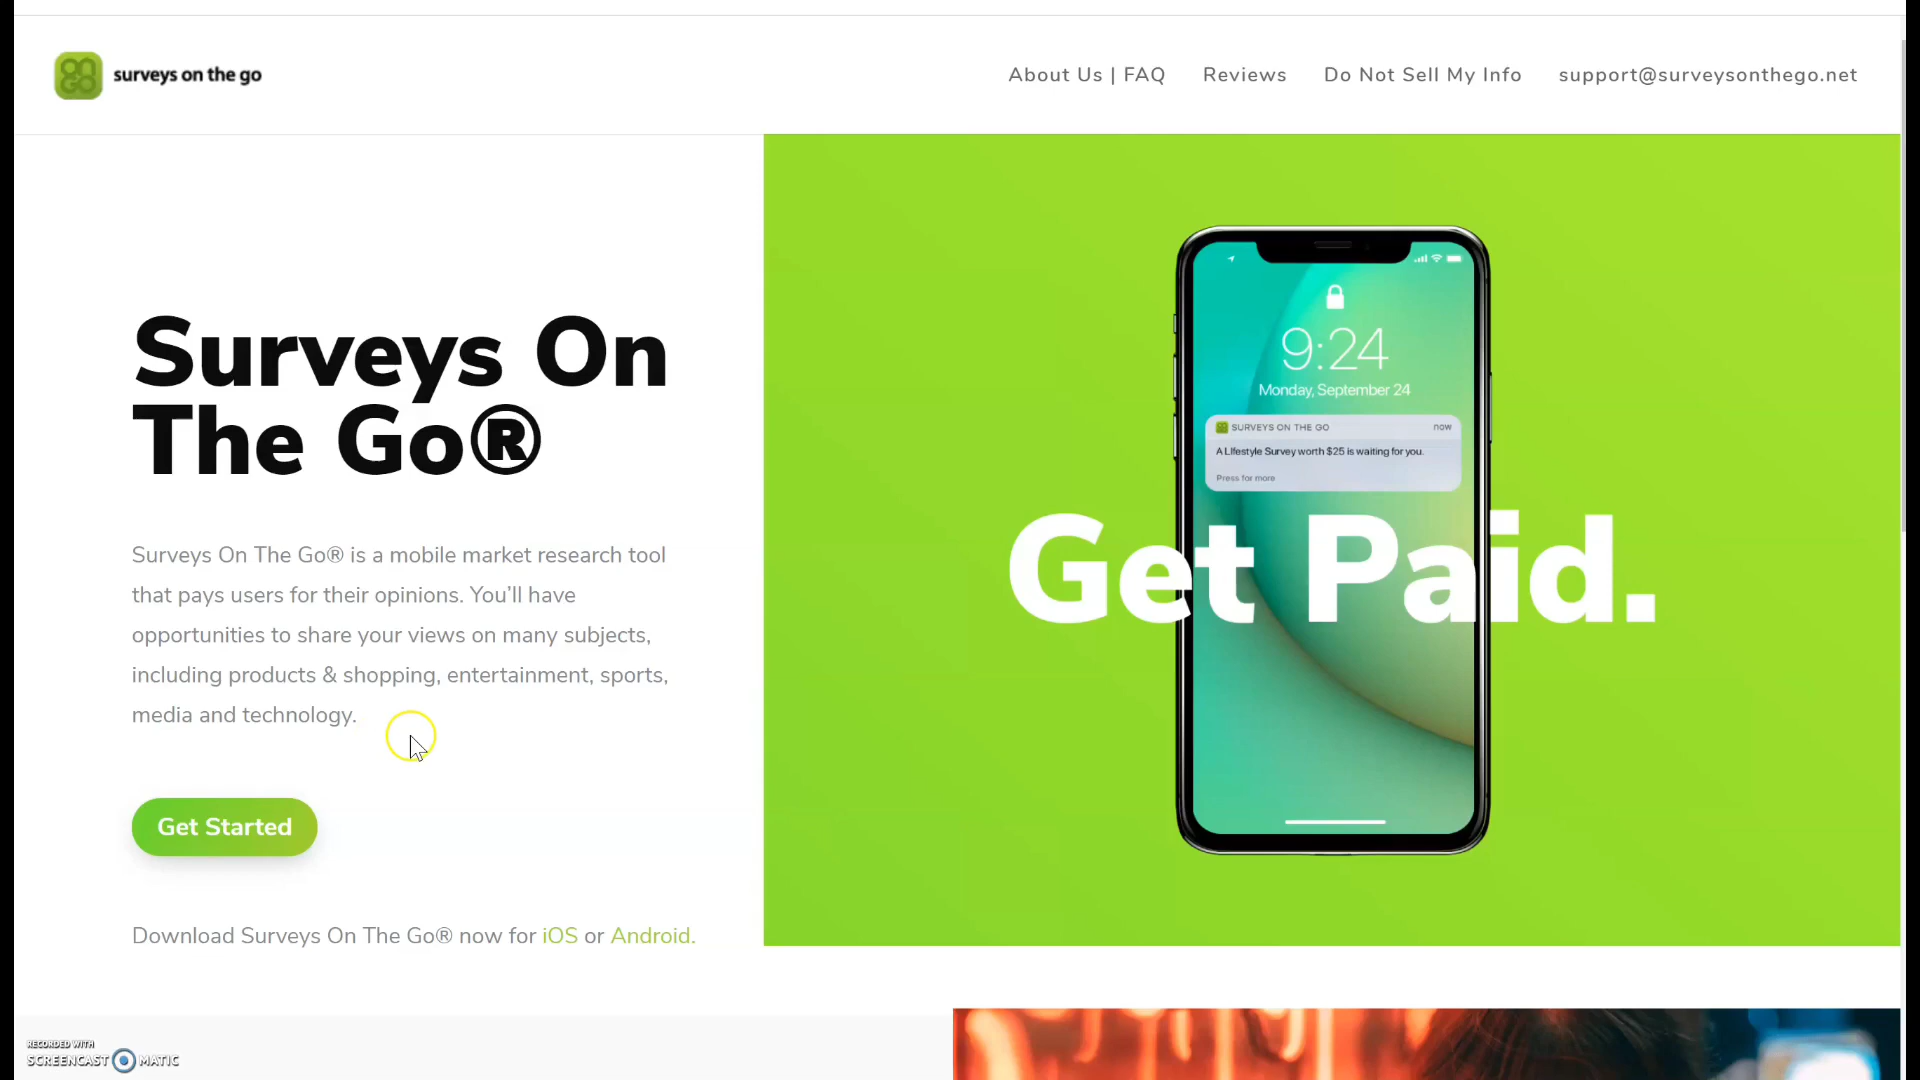 surveys on the go
About Us | FAQ
Reviews
Do Not Sell My Info
support@surveysonthego.net
Surveys On
The Go®
Surveys On The Go® is a mobile market research tool
that pays users for their opinions. You'll have
opportunities to share your views on many subjects,
including products & shopping, entertainment, sports,
media and technology.
Get Started
Download Surveys On The Go® now for iOS or Android.
9:24
Monday, September 24
SURVEYS ON THE GO
now
A Lifestyle Survey worth $25 is waiting for you.
Press for more
Get Paid.
RECORDED WITH
SCREENCAST MATIC